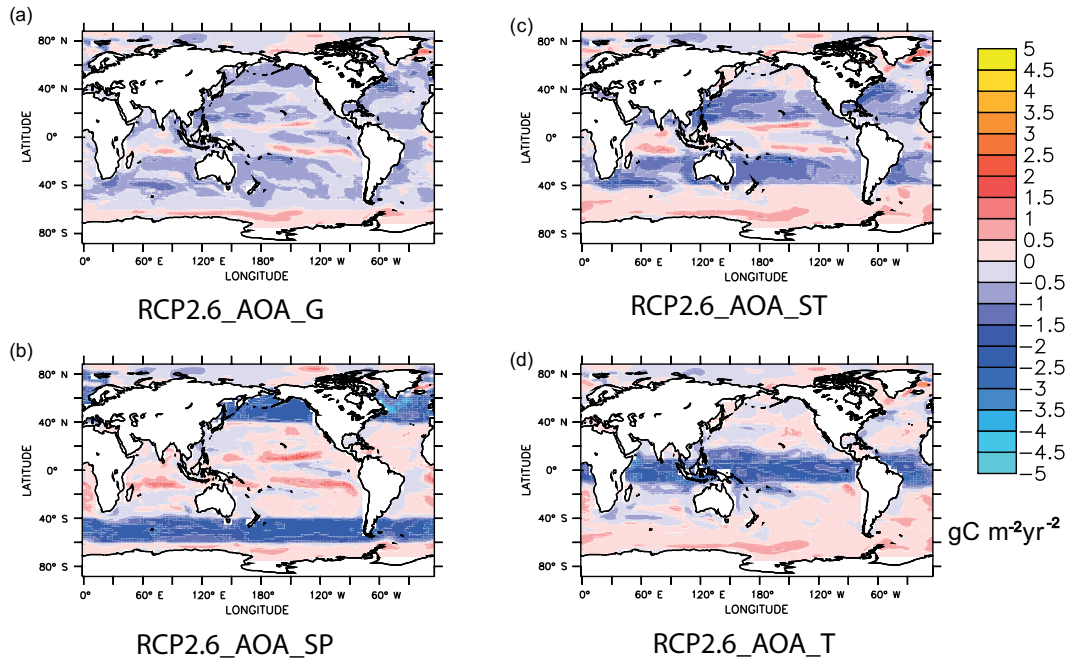 (a)
80° N
40° N
0°
40° S
80° S
LATITUDE
0° 60° E 120° E 120° W 60° W
LONGITUDE
RCP2.6_AOA_G
(c)
80° N
40° N
0°
40° S
80° S
LATITUDE
0° 60° E 120° E 120° W 60° W
LONGITUDE
RCP2.6_AOA_ST
(b)
80° N
40° N
0°
40° S
80° S
LATITUDE
0° 60° E 120° E 120° W 60° W
LONGITUDE
RCP2.6_AOA_SP
(d)
80° N
40° N
0°
40° S
80° S
LATITUDE
0° 60° E 120° E 120° W 60° W
LONGITUDE
RCP2.6_AOA_T
5
4.5
4
3.5
3
2.5
2
1.5
1
0.5
0
-0.5
-1
-1.5
-2
-2.5
-3
-3.5
-4
-4.5
-5
gC m⁻²yr⁻²